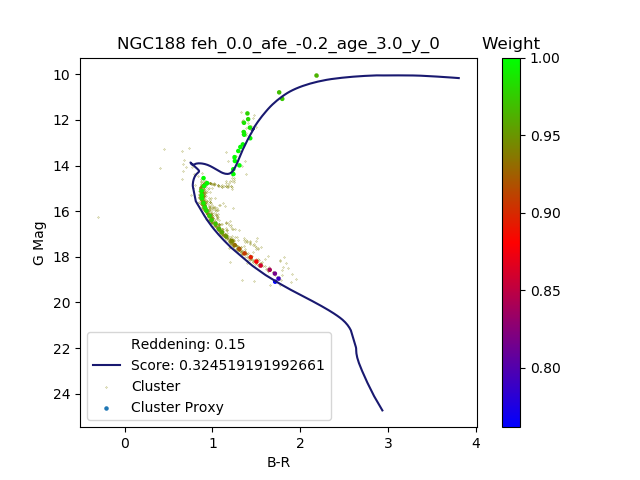 NGC188 feh_0.0_afe_-0.2_age_3.0_y_0
Weight
10
12
14
16
18
20
22
24
G Mag
0
1
2
3
4
B-R
Reddening: 0.15
Score: 0.324519191992661
Cluster
Cluster Proxy
1.00
0.95
0.90
0.85
0.80